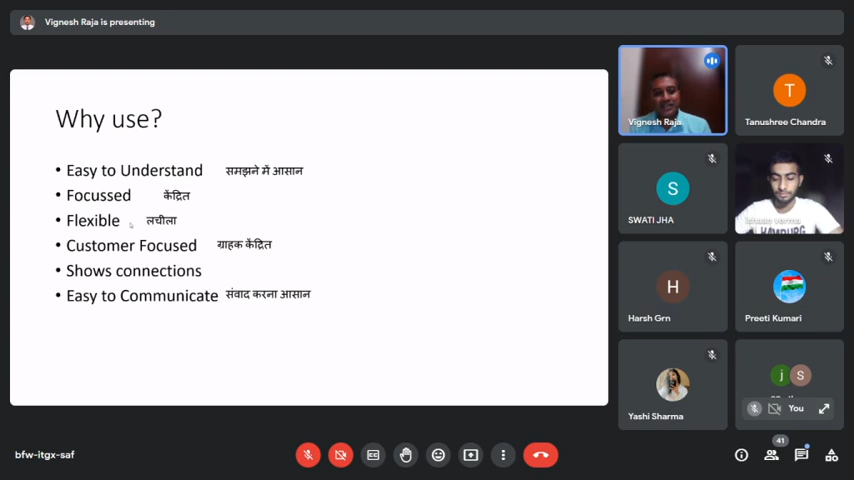 Vignesh Raja is presenting
Why use?
• Easy to Understand समझने में आसान
• Focussed केंद्रित
• Flexible लचीला
• Customer Focused ग्राहक केंद्रित
• Shows connections
• Easy to Communicate संवाद करना आसान
Vignesh Raja
T
Tanushree Chandra
S
SWATI JHA
H
Harsh Grn
Preeti Kumari
Yashi Sharma
j S
You
bfw-itgx-saf
41